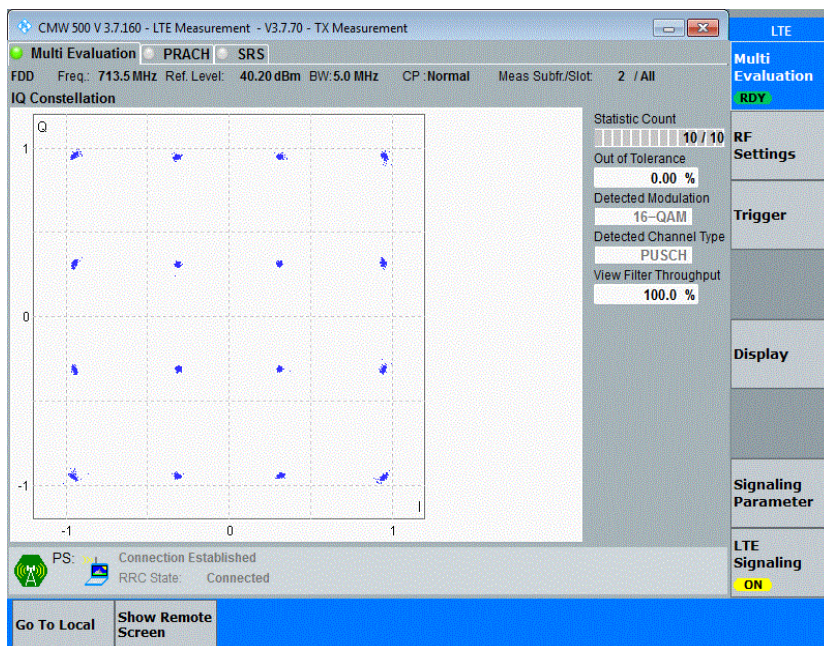 CMW 500 V 3.7.160 - LTE Measurement - V3.7.70 - TX Measurement
LTE
Multi Evaluation PRACH SRS
Multi
Evaluation
RDY
FDD Freq.: 713.5 MHz Ref. Level: 40.20 dBm BW: 5.0 MHz CP : Normal Meas Subfr./Slot: 2 / All
IQ Constellation
Q
1
0
-1
-1
0
1
I
Statistic Count
10 / 10
Out of Tolerance
0.00 %
Detected Modulation
16-QAM
Detected Channel Type
PUSCH
View Filter Throughput
100.0 %
RF
Settings
Trigger
Display
Signaling
Parameter
LTE
Signaling
ON
PS: Connection Established
RRC State: Connected
Go To Local
Show Remote
Screen